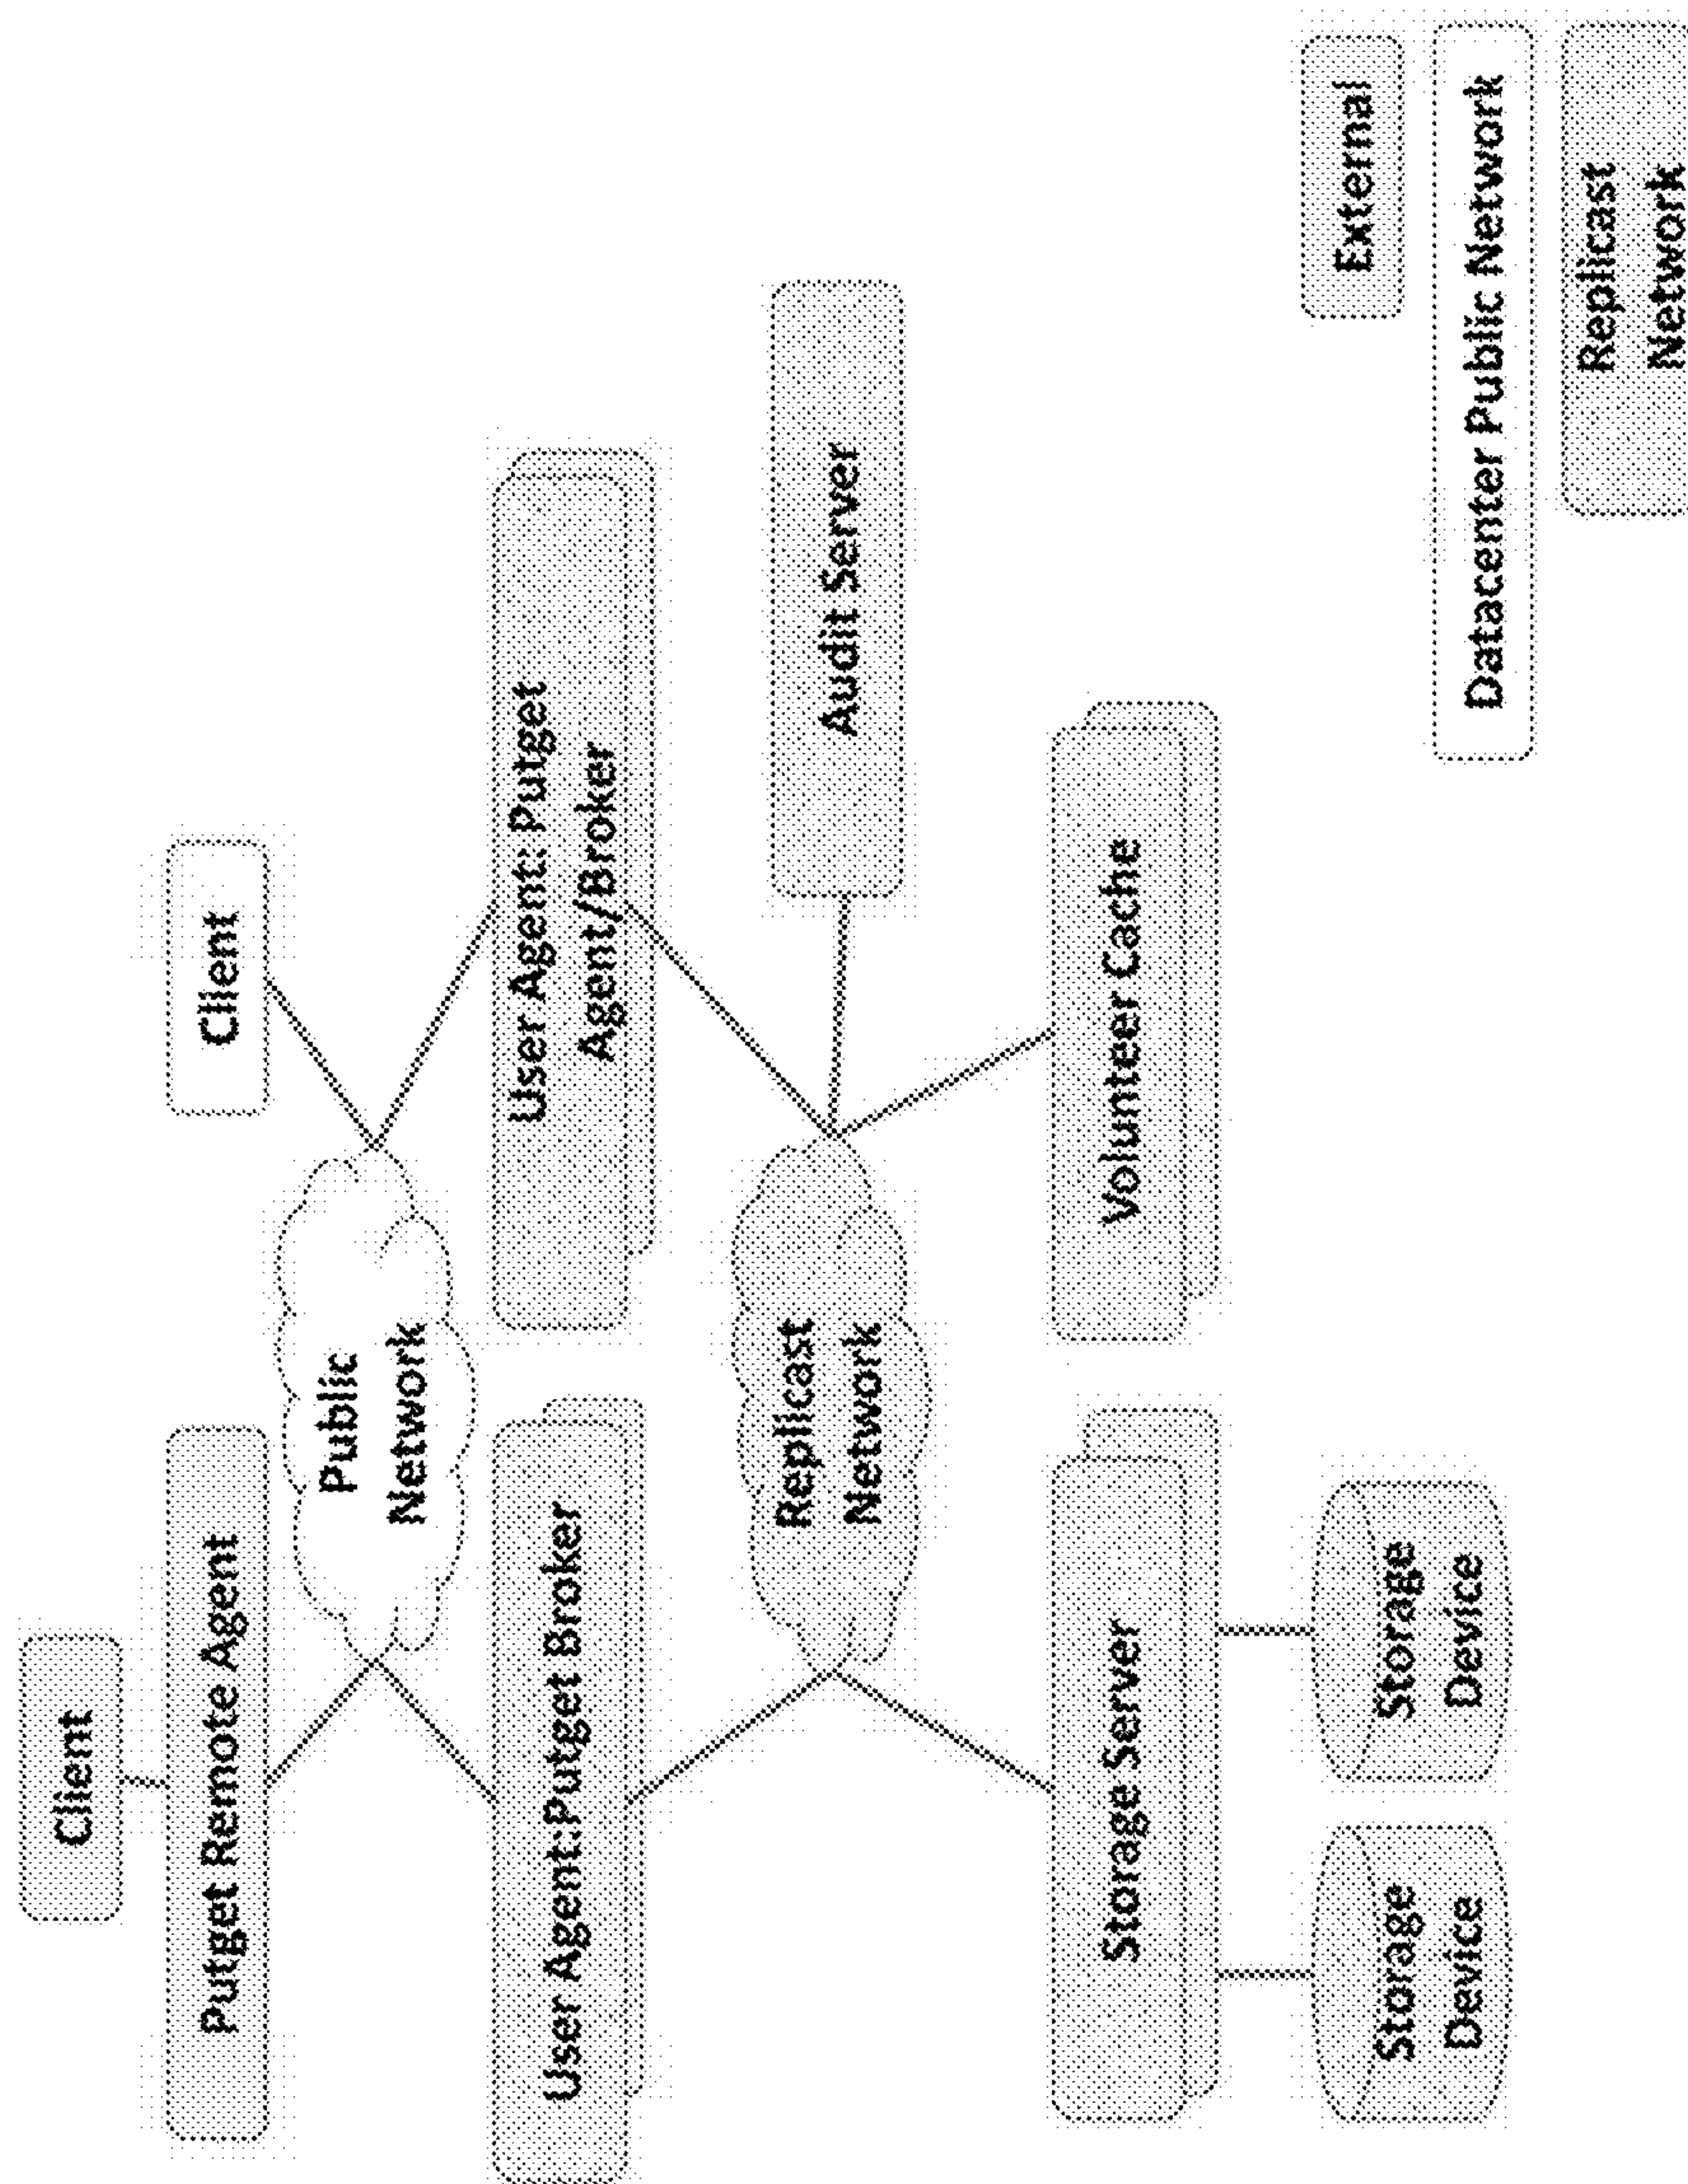 Client
Putget Remote Agent
Client
Public
Network
User Agent:Putget Broker
User Agent: Putget
Agent/Broker
Replicast
Network
Audit Server
Storage Server
Volunteer Cache
Storage
Device
Storage
Device
External
Datacenter Public Network
Replicast
Network